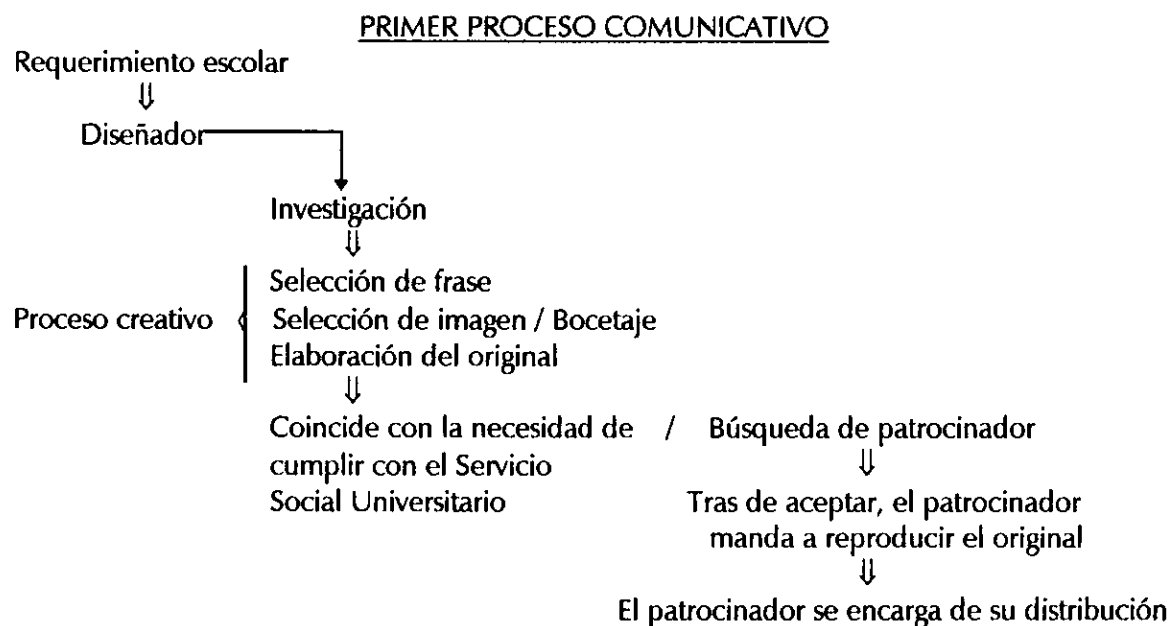 PRIMER PROCESO COMUNICATIVO
Requerimiento escolar
⇓
Diseñador
Investigación
⇓
Selección de frase
Proceso creativo { Selección de imagen / Bocetaje
Elaboración del original
⇓
Coincide con la necesidad de / Búsqueda de patrocinador
cumplir con el Servicio ⇓
Social Universitario Tras de aceptar, el patrocinador
manda a reproducir el original
⇓
El patrocinador se encarga de su distribución